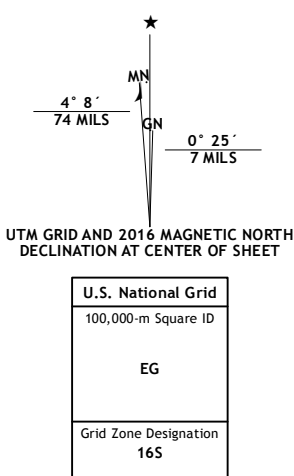 ★
MN
4° 8´
74 MILS
GN
0° 25´
7 MILS
UTM GRID AND 2016 MAGNETIC NORTH
DECLINATION AT CENTER OF SHEET
U.S. National Grid
100,000-m Square ID
EG
Grid Zone Designation
16S